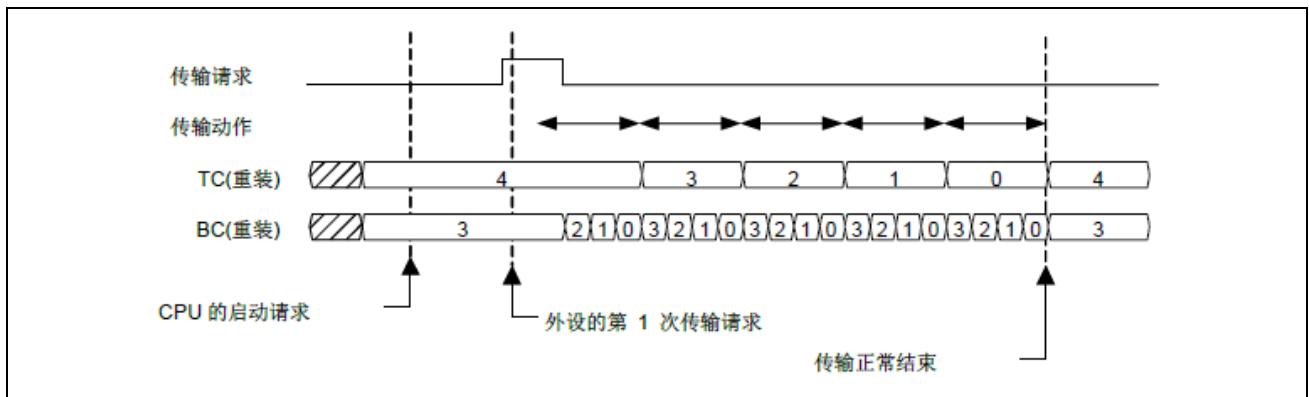 传输请求
传输动作
TC(重装) 4 3 2 1 0 4
BC(重装) 3 2 1 0 3 2 1 0 3 2 1 0 3 2 1 0 3 2 1 0 3
CPU 的启动请求
外设的第 1 次传输请求
传输正常结束